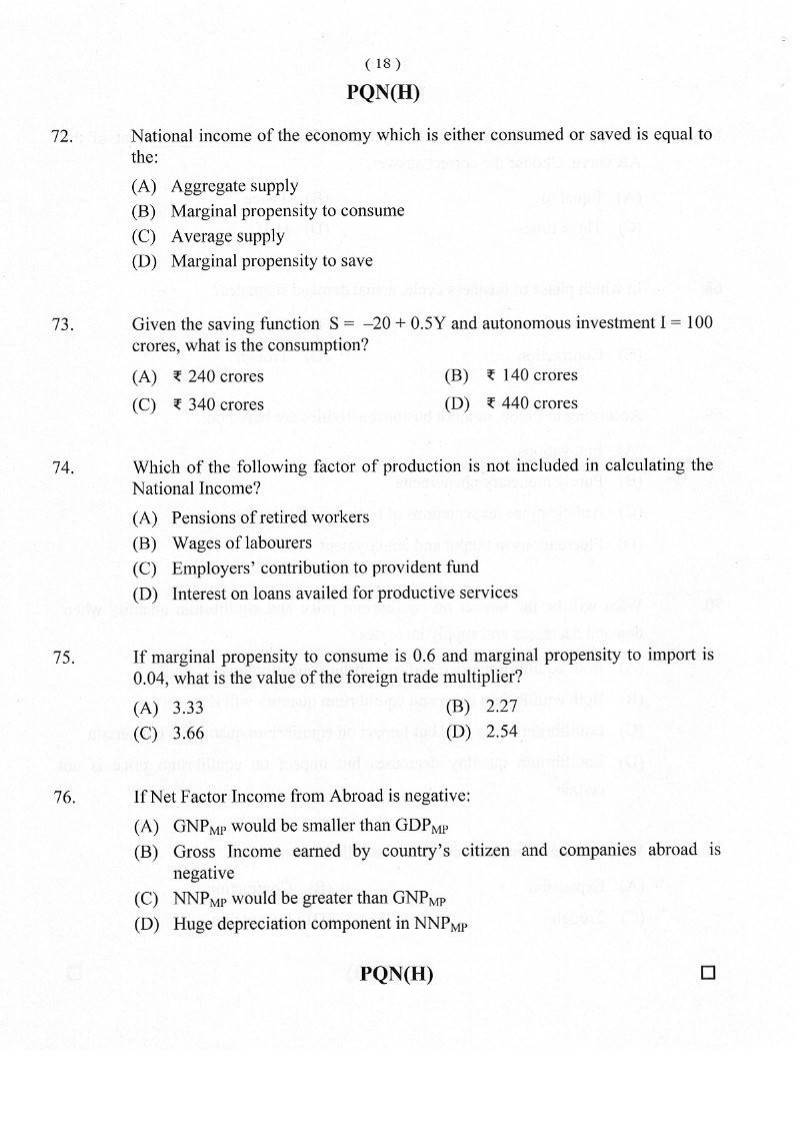 ( 18 )
PQN(H)
72. National income of the economy which is either consumed or saved is equal to
the:
(A) Aggregate supply
(B) Marginal propensity to consume
(C) Average supply
(D) Marginal propensity to save
73. Given the saving function S = –20 + 0.5Y and autonomous investment I = 100
crores, what is the consumption?
(A) ₹ 240 crores (B) ₹ 140 crores
(C) ₹ 340 crores (D) ₹ 440 crores
74. Which of the following factor of production is not included in calculating the
National Income?
(A) Pensions of retired workers
(B) Wages of labourers
(C) Employers' contribution to provident fund
(D) Interest on loans availed for productive services
75. If marginal propensity to consume is 0.6 and marginal propensity to import is
0.04, what is the value of the foreign trade multiplier?
(A) 3.33 (B) 2.27
(C) 3.66 (D) 2.54
76. If Net Factor Income from Abroad is negative:
(A) GNPMP would be smaller than GDPMP
(B) Gross Income earned by country's citizen and companies abroad is
negative
(C) NNPMP would be greater than GNPMP
(D) Huge depreciation component in NNPMP
PQN(H)